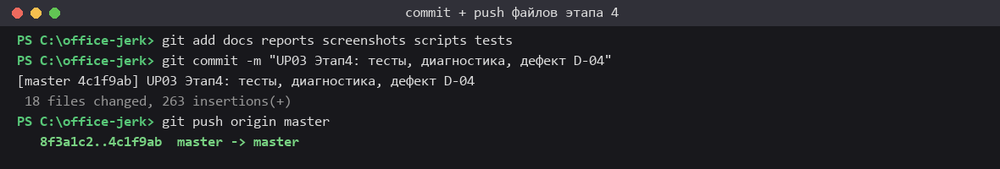 commit + push файлов этапа 4
PS C:\office-jerk> git add docs reports screenshots scripts tests
PS C:\office-jerk> git commit -m "UP03 Этап4: тесты, диагностика, дефект D-04"
[master 4c1f9ab] UP03 Этап4: тесты, диагностика, дефект D-04
18 files changed, 263 insertions(+)
PS C:\office-jerk> git push origin master
8f3a1c2..4c1f9ab  master -> master